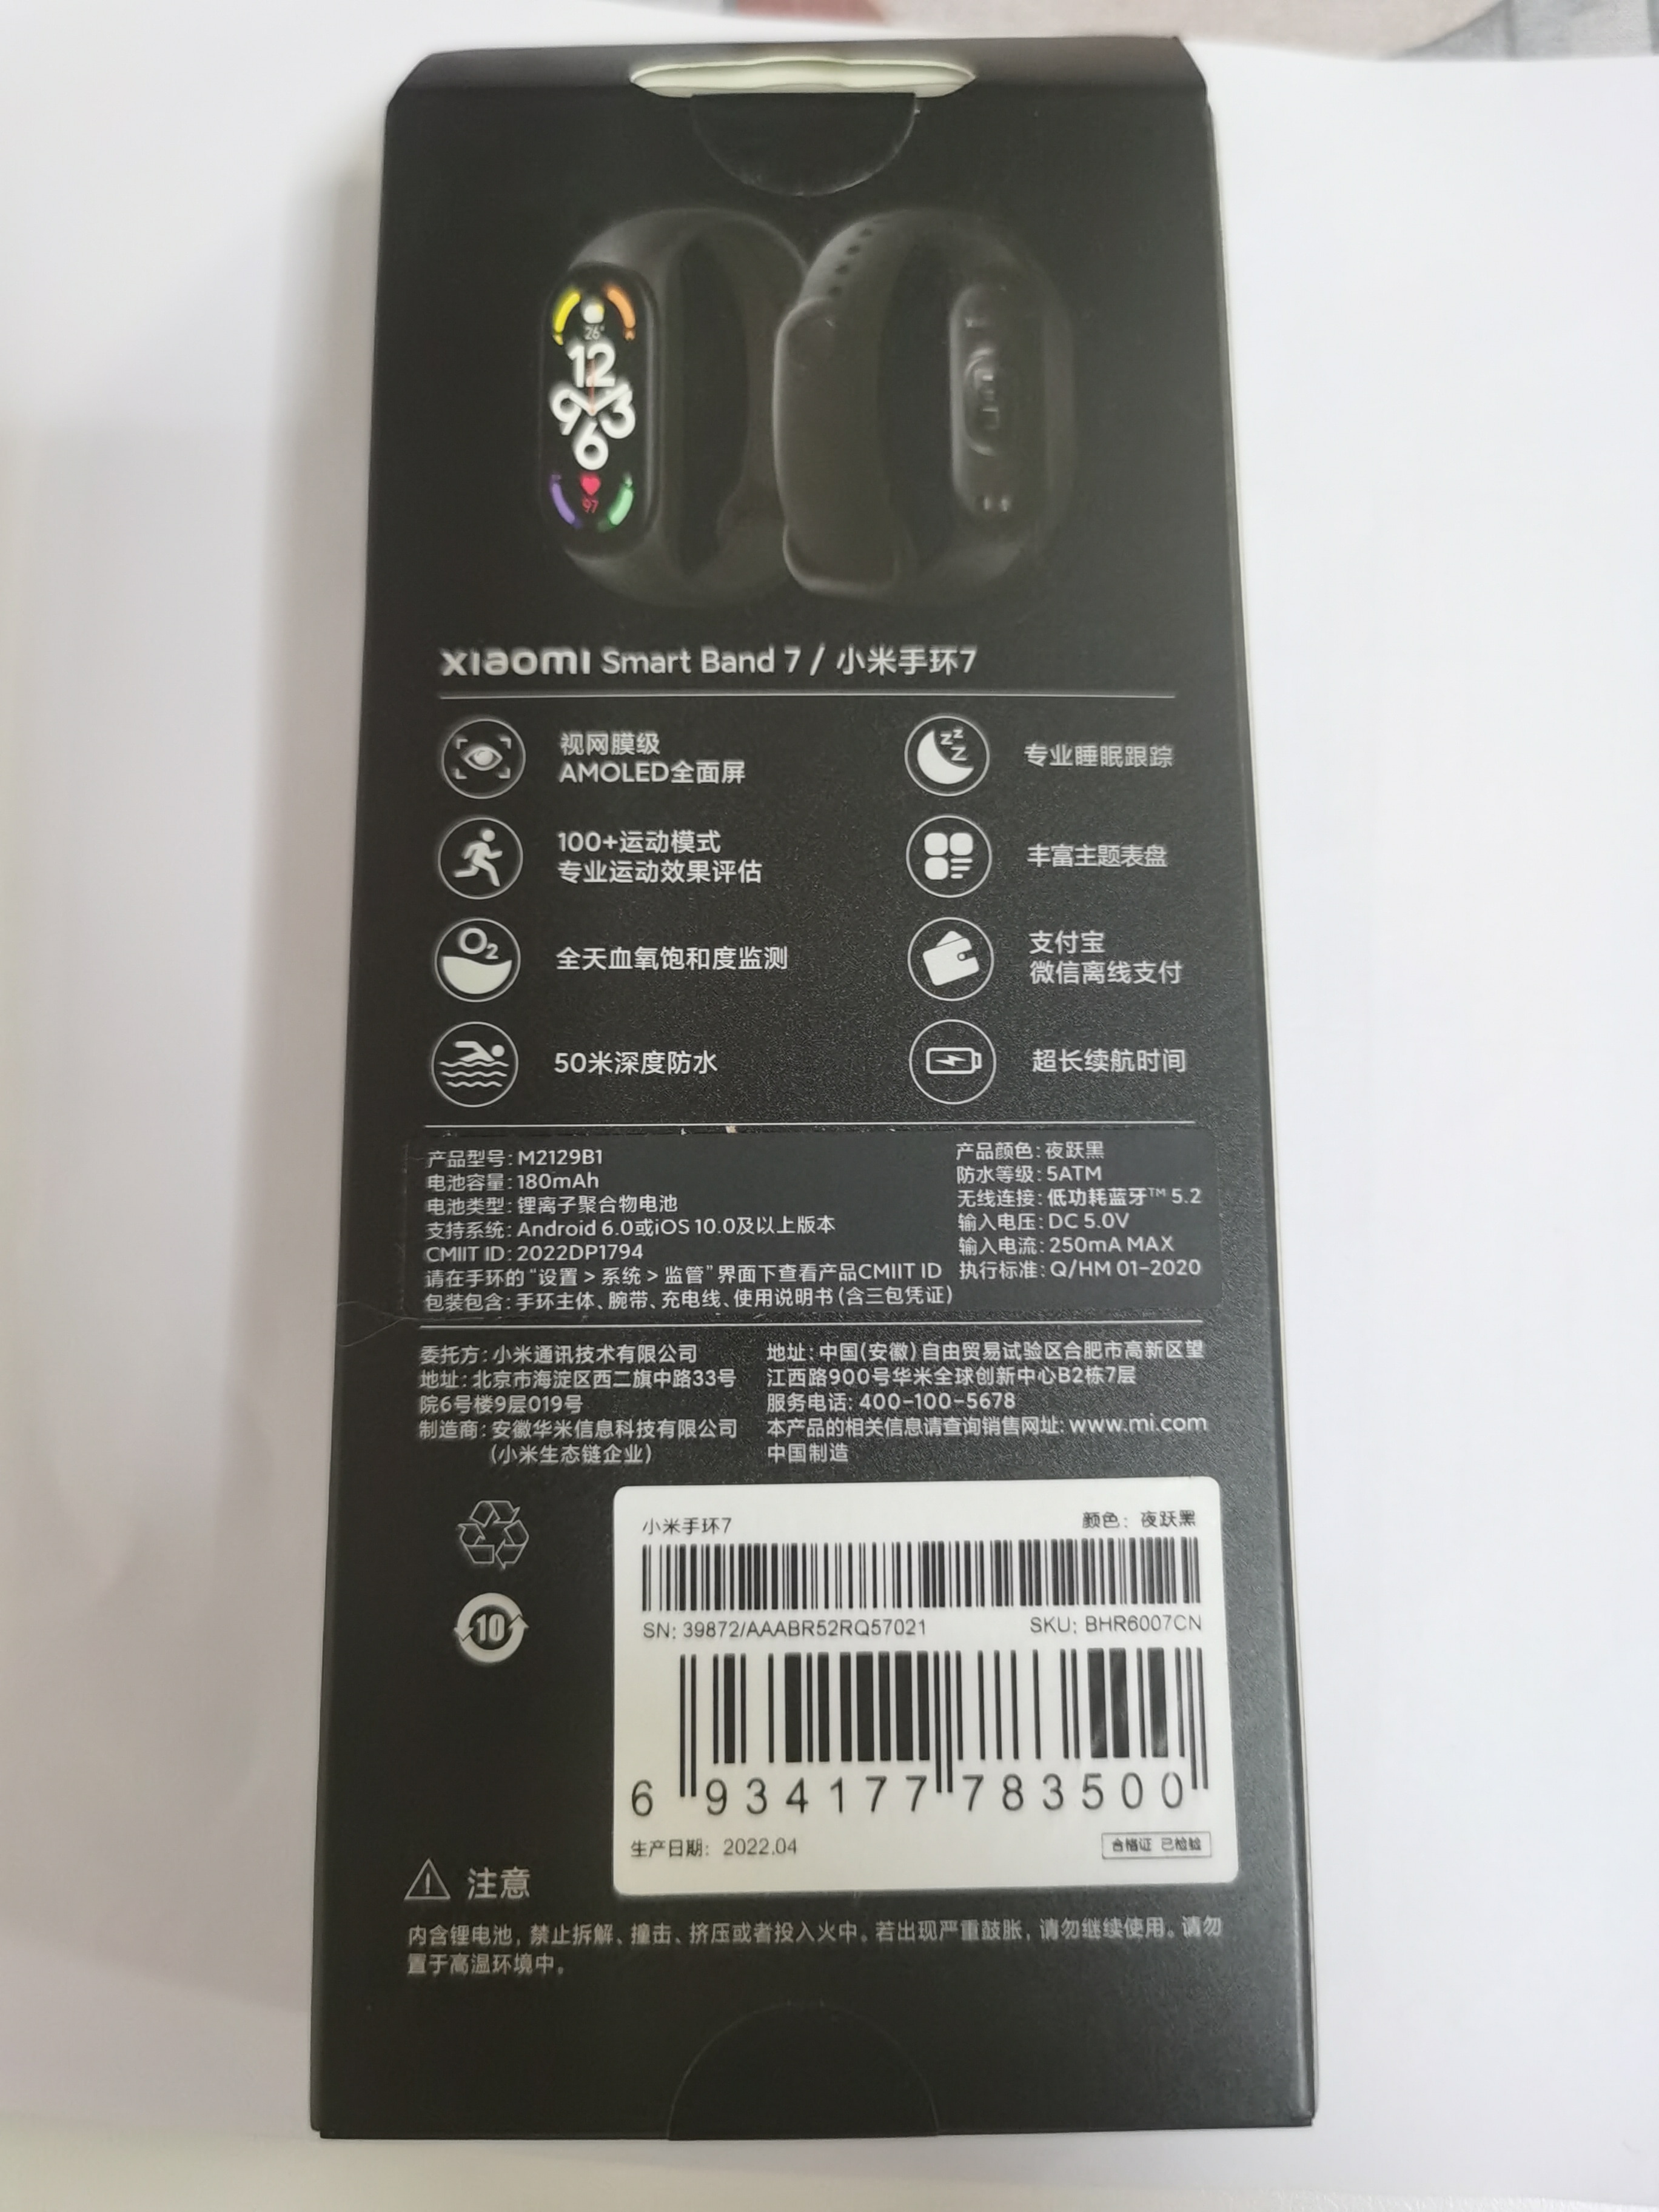 26°
12
9 3
6
97
xiaomi Smart Band 7 / 小米手环7
视网膜级
AMOLED全面屏
专业睡眠跟踪
100+运动模式
专业运动效果评估
丰富主题表盘
O2
全天血氧饱和度监测
支付宝
微信离线支付
50米深度防水
超长续航时间
产品型号: M2129B1
电池容量: 180mAh
电池类型: 锂离子聚合物电池
支持系统: Android 6.0或iOS 10.0及以上版本
CMIIT ID: 2022DP1794
请在手环的“设置 > 系统 > 监管”界面下查看产品CMIIT ID
包装包含: 手环主体、腕带、充电线、使用说明书(含三包凭证)
产品颜色: 夜跃黑
防水等级: 5ATM
无线连接: 低功耗蓝牙™ 5.2
输入电压: DC 5.0V
输入电流: 250mA MAX
执行标准: Q/HM 01-2020
委托方: 小米通讯技术有限公司
地址: 北京市海淀区西二旗中路33号
院6号楼9层019号
制造商: 安徽华米信息科技有限公司
(小米生态链企业)
地址: 中国(安徽)自由贸易试验区合肥市高新区望
江西路900号华米全球创新中心B2栋7层
服务电话: 400-100-5678
本产品的相关信息请查询销售网址: www.mi.com
中国制造
10
小米手环7 颜色: 夜跃黑
SN: 39872/AAABR52RQ57021 SKU: BHR6007CN
6 934177 783500
生产日期: 2022.04 合格证 已检验
注意
内含锂电池, 禁止拆解、撞击、挤压或者投入火中。若出现严重鼓胀, 请勿继续使用。请勿
置于高温环境中。